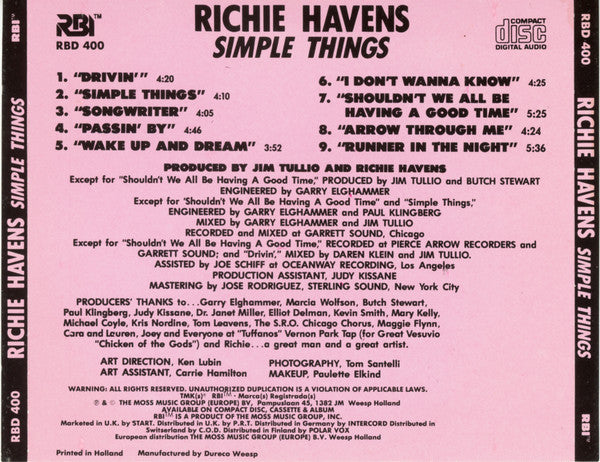 RBI™
RBD 400
RICHIE HAVENS
SIMPLE THINGS
COMPACT
disc
DIGITAL AUDIO
1. “DRIVIN’” 4:20
2. “SIMPLE THINGS” 4:10
3. “SONGWRITER” 4:05
4. “PASSIN’ BY” 4:46
5. “WAKE UP AND DREAM” 3:52
6. “I DON’T WANNA KNOW” 4:25
7. “SHOULDN’T WE ALL BE
HAVING A GOOD TIME” 5:25
8. “ARROW THROUGH ME” 4:24
9. “RUNNER IN THE NIGHT” 5:36
PRODUCED BY JIM TULLIO AND RICHIE HAVENS
Except for “Shouldn’t We All Be Having A Good Time,” PRODUCED BY JIM TULLIO and BUTCH STEWART
ENGINEERED BY GARRY ELGHAMMER
Except for ‘Shouldn’t We All Be Having A Good Time” and “Simple Things,”
ENGINEERED BY GARRY ELGHAMMER and PAUL KLINGBERG
MIXED BY GARRY ELGHAMMER and JIM TULLIO
RECORDED and MIXED at GARRETT SOUND, Chicago
Except for “Shouldn’t We All Be Having A Good Time,” RECORDED at PIERCE ARROW RECORDERS and
GARRETT SOUND; and “Drivin’,” MIXED BY DAREN KLEIN and JIM TULLIO.
ASSISTED BY JOE SCHIFF at OCEANWAY RECORDING, Los Angeles
PRODUCTION ASSISTANT, JUDY KISSANE
MASTERING BY JOSE RODRIGUEZ, STERLING SOUND, New York City
PRODUCERS’ THANKS to...Garry Elghammer, Marcia Wolfson, Butch Stewart,
Paul Klingberg, Judy Kissane, Dr. Janet Miller, Elliot Delman, Kevin Smith, Mary Kelly,
Michael Coyle, Kris Nordine, Tom Leavens, The S.R.O. Chicago Chorus, Maggie Flynn,
Cara and Lauren, Joey and Everyone at “Tuffanos” Vernon Park Tap (for Great Vesuvio
“Chicken of the Gods”) and Richie...a great man and a great artist.
ART DIRECTION, Ken Lubin
ART ASSISTANT, Carrie Hamilton
PHOTOGRAPHY, Tom Santelli
MAKEUP, Paulette Elkind
WARNING: ALL RIGHTS RESERVED. UNAUTHORIZED DUPLICATION IS A VIOLATION OF APPLICABLE LAWS.
TMK(s)® RBI™ - Marca(s) Registrada(s)
℗ & © THE MOSS MUSIC GROUP (EUROPE) BV, Pampuslaan 45, 1382 JM Weesp Holland
AVAILABLE ON COMPACT DISC, CASSETTE & ALBUM
RBI™ IS A PRODUCT OF THE MOSS MUSIC GROUP, INC.
Marketed in U.K. by START. Distributed in U.K. by P.R.T. Distributed in Germany by INTERCORD Distributed in
Switzerland by C.O.D. Distributed in Finland by POLAR VOX
European distribution THE MOSS MUSIC GROUP (EUROPE) B.V. Weesp Holland
Printed in Holland Manufactured by Dureco Weesp
RBD 400 RICHIE HAVENS SIMPLE THINGS RBI™
RBD 400 RICHIE HAVENS SIMPLE THINGS RBI™